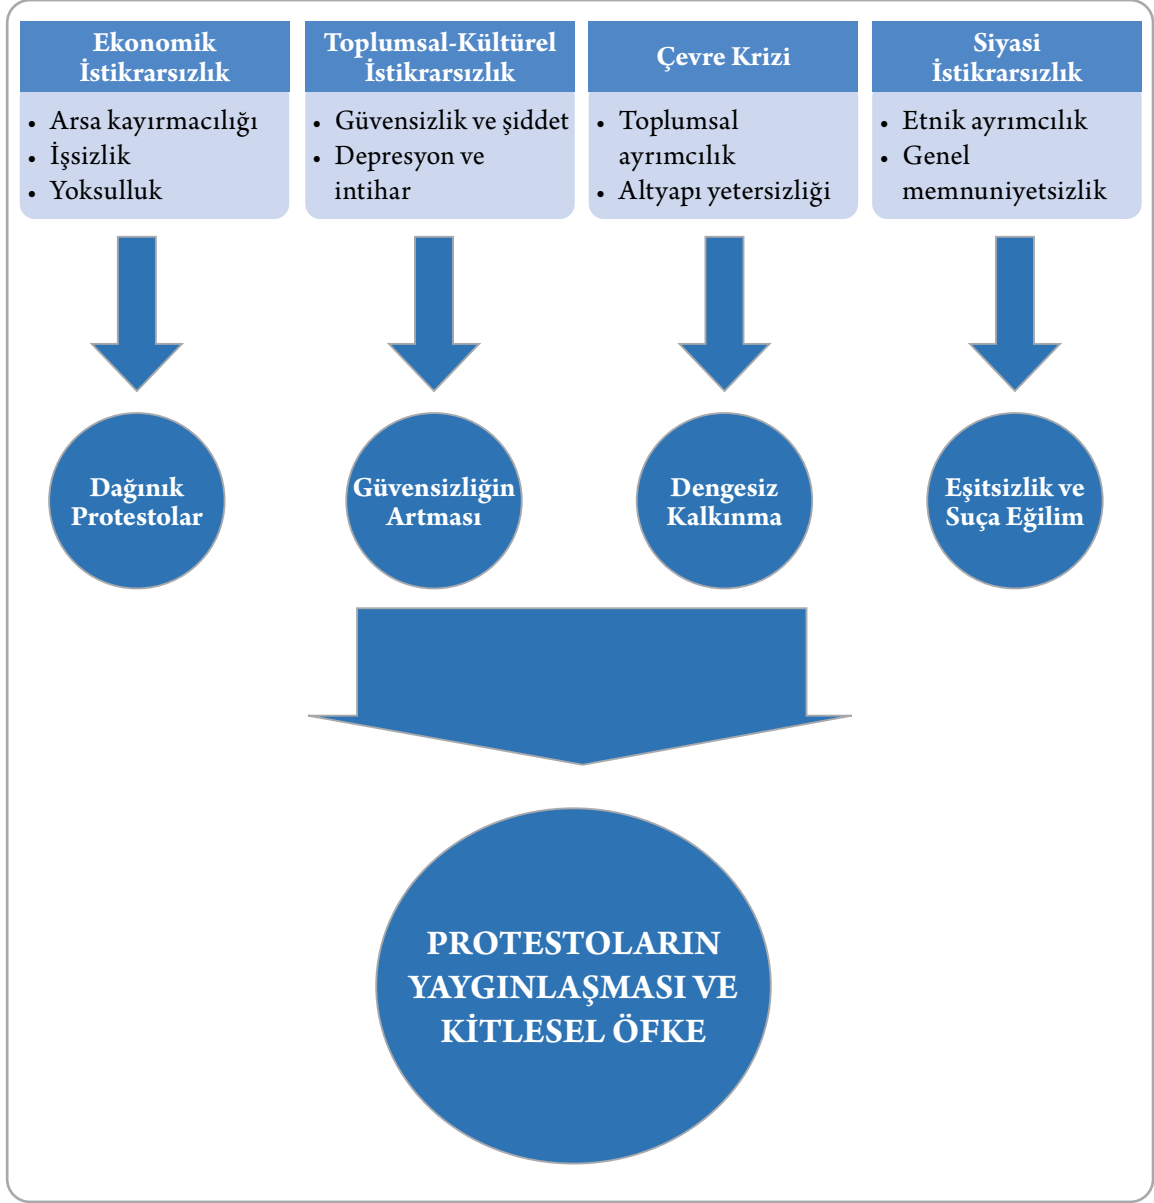 Ekonomik
İstikrarsızlık
• Arsa kayırmacılığı
• İşsizlik
• Yoksulluk
Toplumsal-Kültürel
İstikrarsızlık
• Güvensizlik ve şiddet
• Depresyon ve
intihar
Çevre Krizi
• Toplumsal
ayrımcılık
• Altyapı yetersizliği
Siyasi
İstikrarsızlık
• Etnik ayrımcılık
• Genel
memnuniyetsizlik
Dağınık
Protestolar
Güvensizliğin
Artması
Dengesiz
Kalkınma
Eşitsizlik ve
Suça Eğilim
PROTESTOLARIN
YAYGINLAŞMASI VE
KİTLESEL ÖFKE